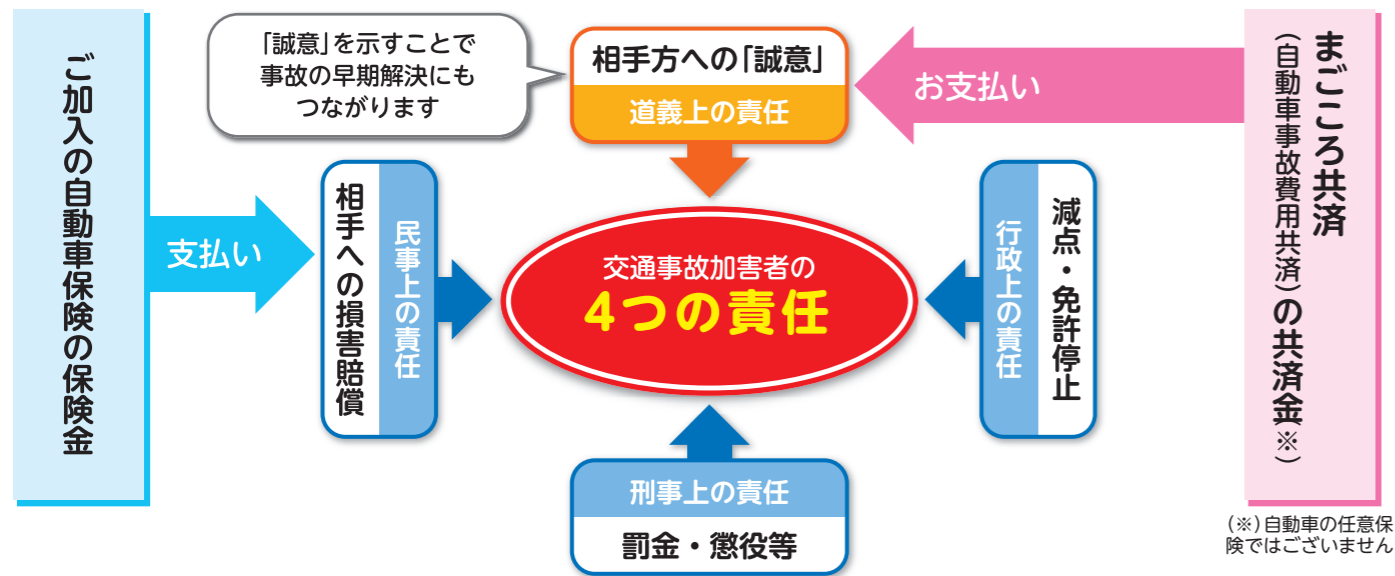 ご加入の自動車保険の保険金
支払い
「誠意」を示すことで
事故の早期解決にも
つながります
相手方への「誠意」
道義上の責任
お支払い
まごころ共済
（自動車事故費用共済）の共済金※）
相手への損害賠償
民事上の責任
交通事故加害者の
4つの責任
行政上の責任
減点・免許停止
刑事上の責任
罰金・懲役等
（※）自動車の任意保
険ではございません